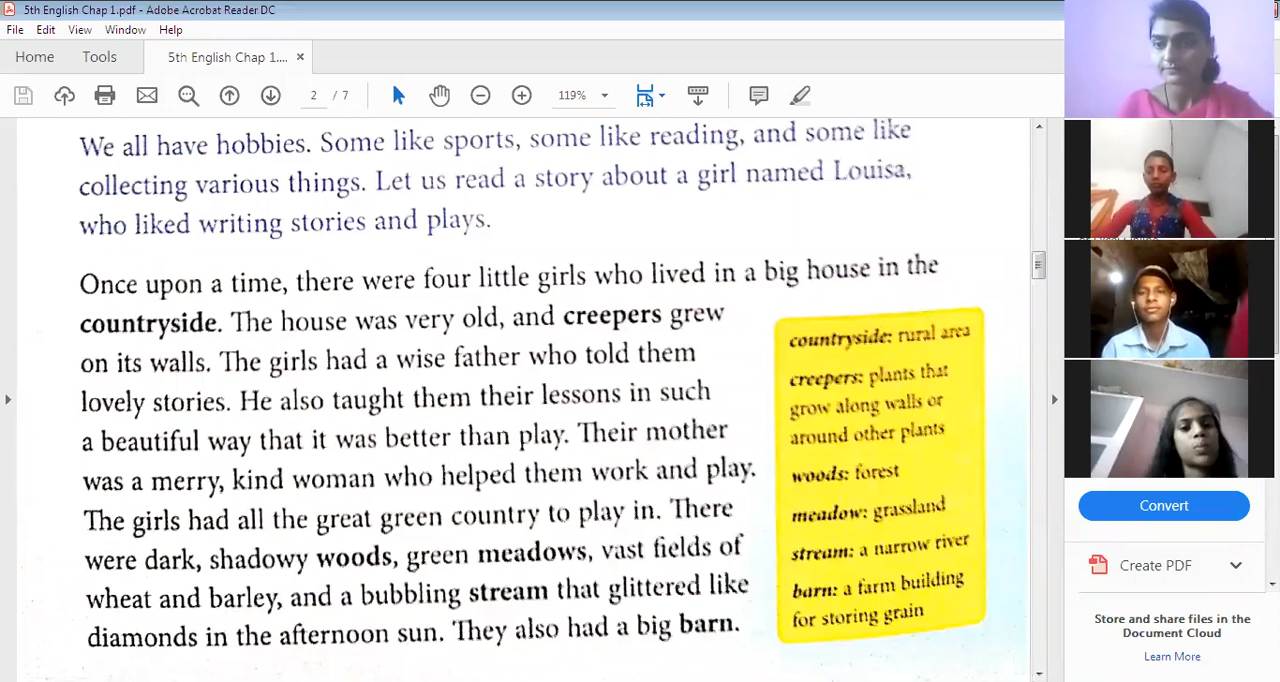 5th English Chap 1.pdf - Adobe Acrobat Reader DC
File Edit View Window Help
Home Tools 5th English Chap 1.... ×
2 / 7 119%
We all have hobbies. Some like sports, some like reading, and some like
collecting various things. Let us read a story about a girl named Louisa,
who liked writing stories and plays.
Once upon a time, there were four little girls who lived in a big house in the
countryside. The house was very old, and creepers grew
on its walls. The girls had a wise father who told them
lovely stories. He also taught them their lessons in such
a beautiful way that it was better than play. Their mother
was a merry, kind woman who helped them work and play.
The girls had all the great green country to play in. There
were dark, shadowy woods, green meadows, vast fields of
wheat and barley, and a bubbling stream that glittered like
diamonds in the afternoon sun. They also had a big barn.
countryside: rural area
creepers: plants that
grow along walls or
around other plants
woods: forest
meadow: grassland
stream: a narrow river
barn: a farm building
for storing grain
Convert
Create PDF
Store and share files in the
Document Cloud
Learn More